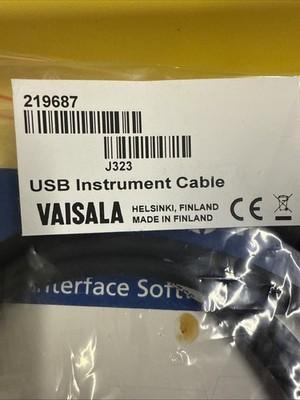 219687
J323
USB Instrument Cable
VAISALA
HELSINKI, FINLAND
MADE IN FINLAND
CE
Interface Soft